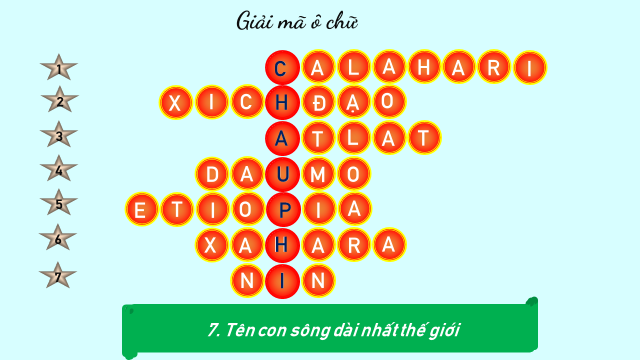 Giải mã ô chữ
1 CALAHARI
2 XICHĐẠO
3 ATLAT
4 DAUMO
5 ETIOPIA
6 XAHARA
7 NIN
7. Tên con sông dài nhất thế giới